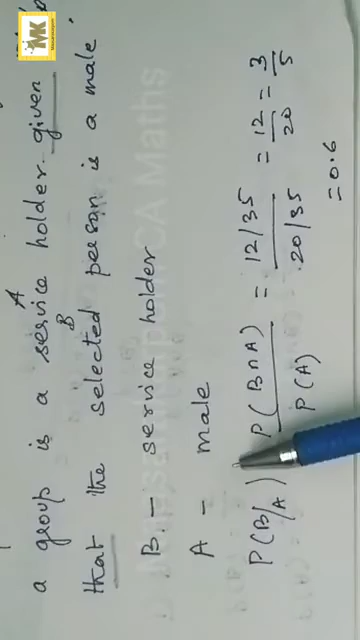 MK
a group is a service holder given
A
that the selected person is a male
B
B - service holder
A - male
P(B/A) = P(B∩A) / P(A) = 12/35 / 20/35 = 12/20 = 3/5
= 0.6